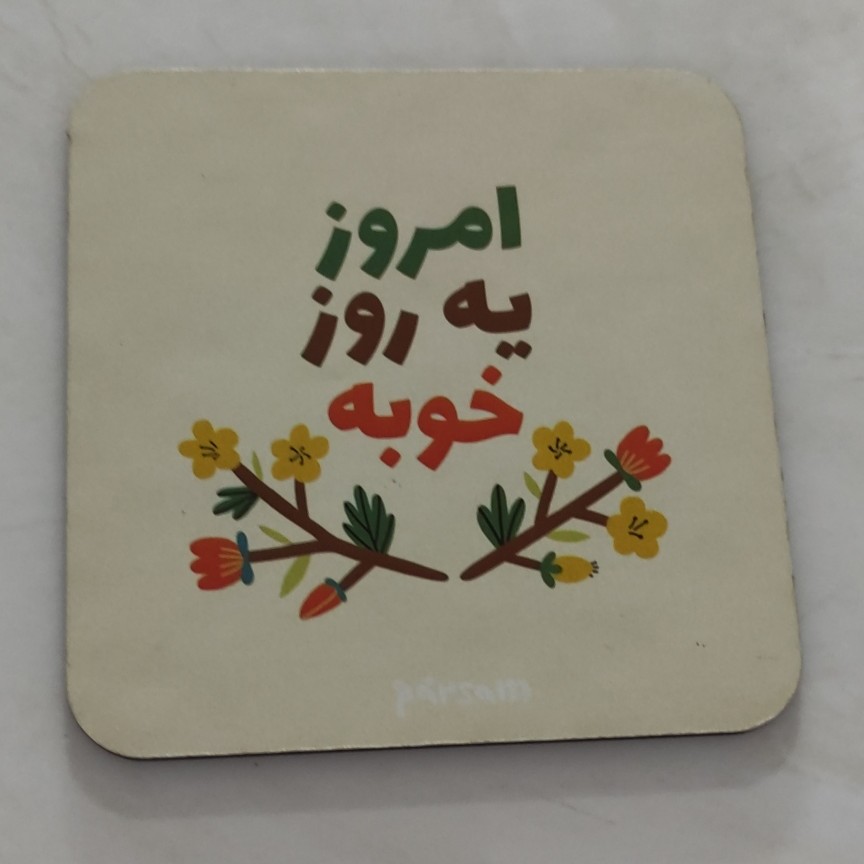 امروز
یه روز
خوبه
parsam